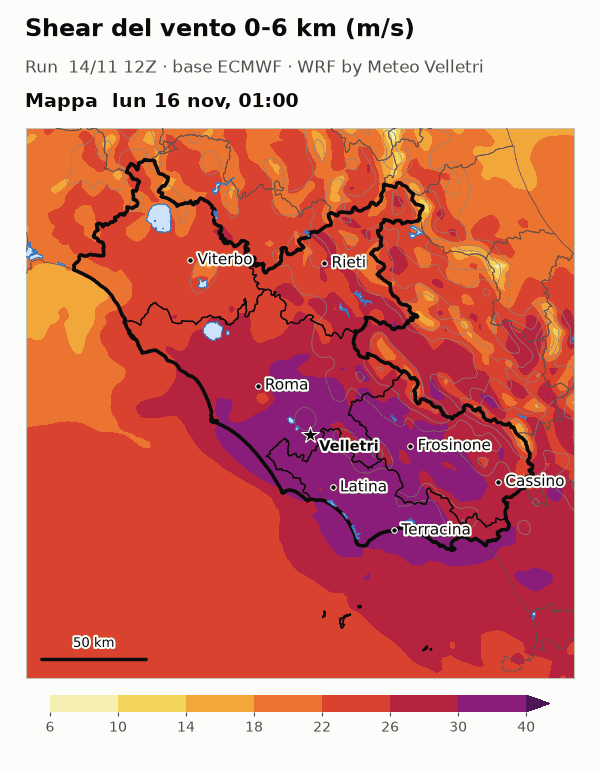 Shear del vento 0-6 km (m/s)
Run  14/11 12Z · base ECMWF · WRF by Meteo Velletri
Mappa  lun 16 nov, 01:00
Viterbo
Rieti
Roma
Velletri
Frosinone
Latina
Cassino
Terracina
50 km
6 10 14 18 22 26 30 40